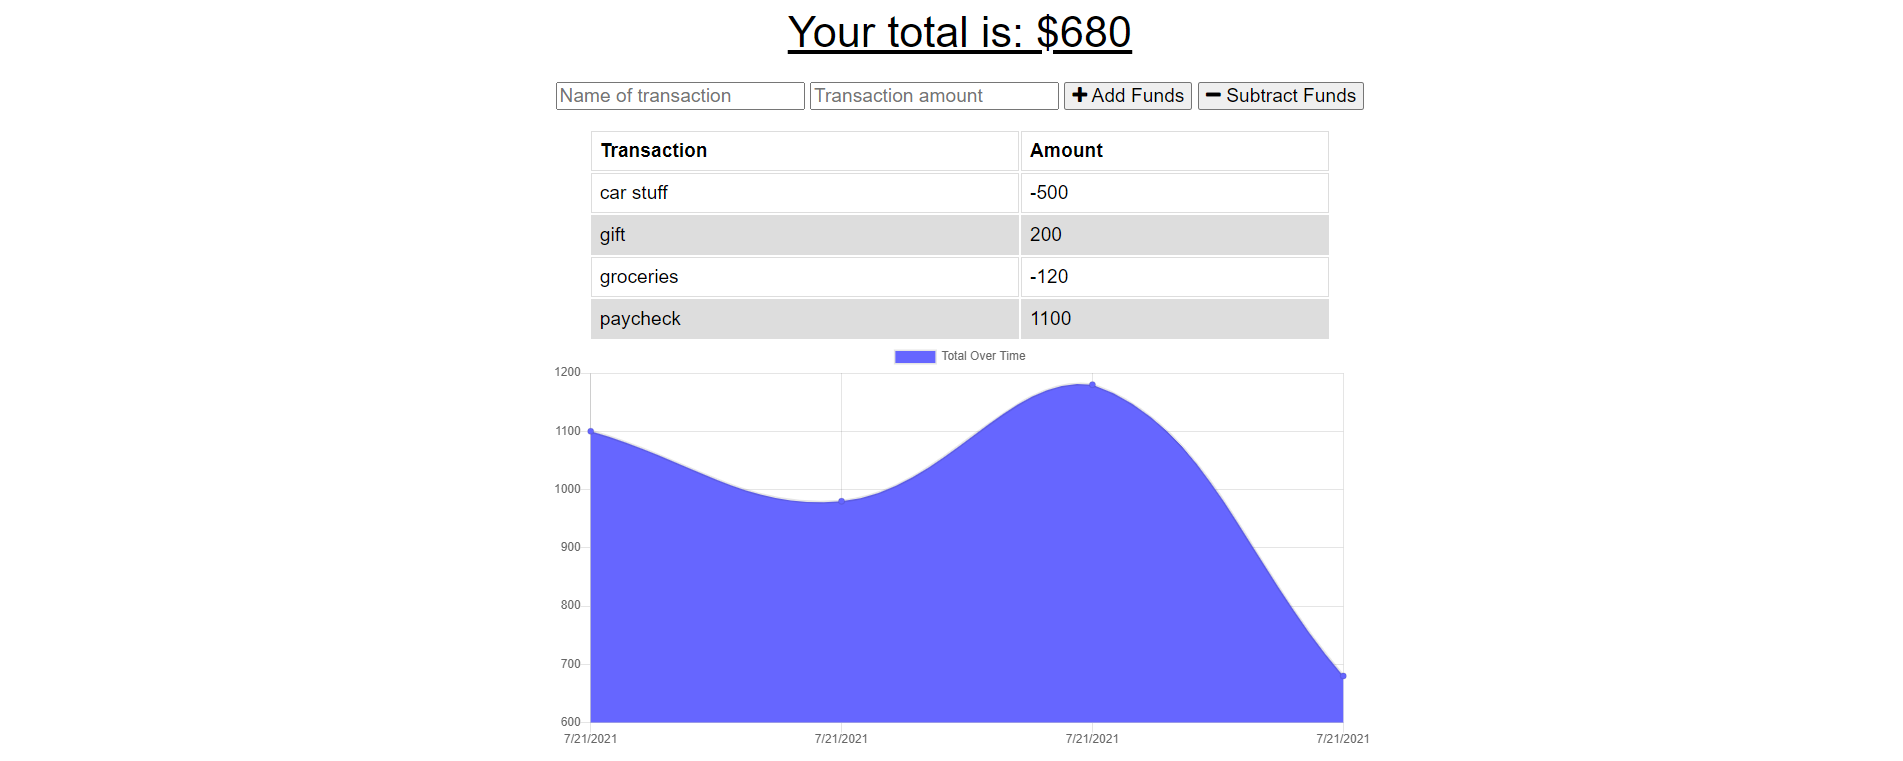 Your total is: $680
Name of transaction Transaction amount Add Funds Subtract Funds
Transaction Amount
car stuff -500
gift 200
groceries -120
paycheck 1100
Total Over Time
1200
1100
1000
900
800
700
600
7/21/2021 7/21/2021 7/21/2021 7/21/2021